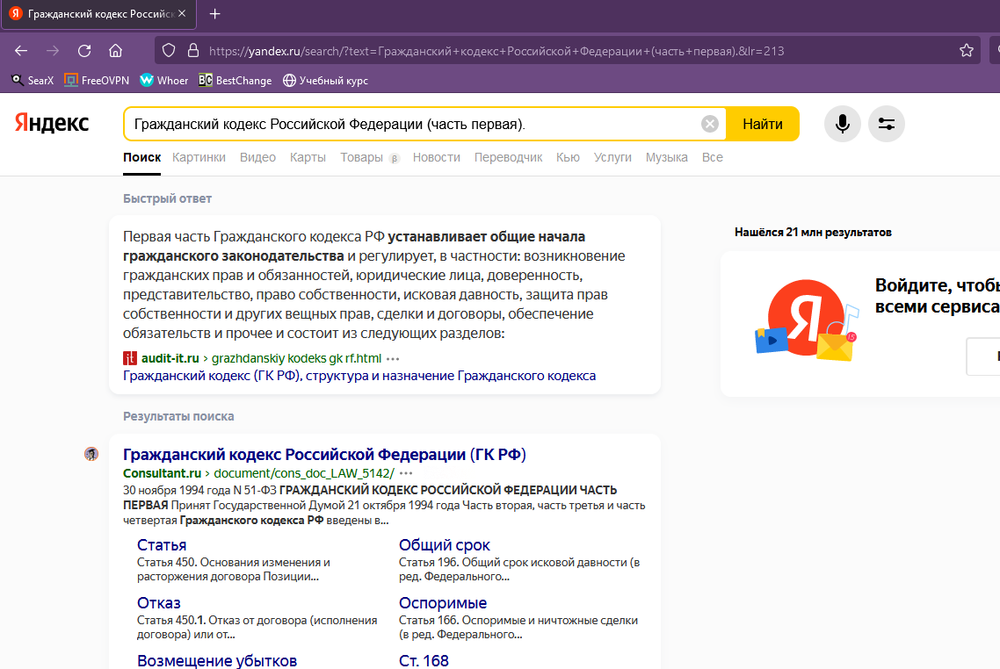 Гражданский кодекс Российск
https://yandex.ru/search/?text=Гражданский+кодекс+Российской+Федерации+(часть+первая).&lr=213
SearX FreeOVPN Whoer BestChange Учебный курс
Яндекс Гражданский кодекс Российской Федерации (часть первая). Найти
Поиск Картинки Видео Карты Товары β Новости Переводчик Кью Услуги Музыка Все
Быстрый ответ
Первая часть Гражданского кодекса РФ устанавливает общие начала
гражданского законодательства и регулирует, в частности: возникновение
гражданских прав и обязанностей, юридические лица, доверенность,
представительство, право собственности, исковая давность, защита прав
собственности и других вещных прав, сделки и договоры, обеспечение
обязательств и прочее и состоит из следующих разделов:
audit-it.ru › grazhdanskiy kodeks gk rf.html
Гражданский кодекс (ГК РФ), структура и назначение Гражданского кодекса
Нашёлся 21 млн результатов
Войдите, чтобы
всеми сервиса
15
Результаты поиска
Гражданский кодекс Российской Федерации (ГК РФ)
Consultant.ru › document/cons_doc_LAW_5142/
30 ноября 1994 года N 51-ФЗ ГРАЖДАНСКИЙ КОДЕКС РОССИЙСКОЙ ФЕДЕРАЦИИ ЧАСТЬ
ПЕРВАЯ Принят Государственной Думой 21 октября 1994 года Часть вторая, часть третья и часть
четвертая Гражданского кодекса РФ введены в...
Статья
Статья 450. Основания изменения и
расторжения договора Позиции...
Общий срок
Статья 196. Общий срок исковой давности (в
ред. Федерального...
Отказ
Статья 450.1. Отказ от договора (исполнения
договора) или от...
Оспоримые
Статья 166. Оспоримые и ничтожные сделки
(в ред. Федерального...
Возмещение убытков
Ст. 168